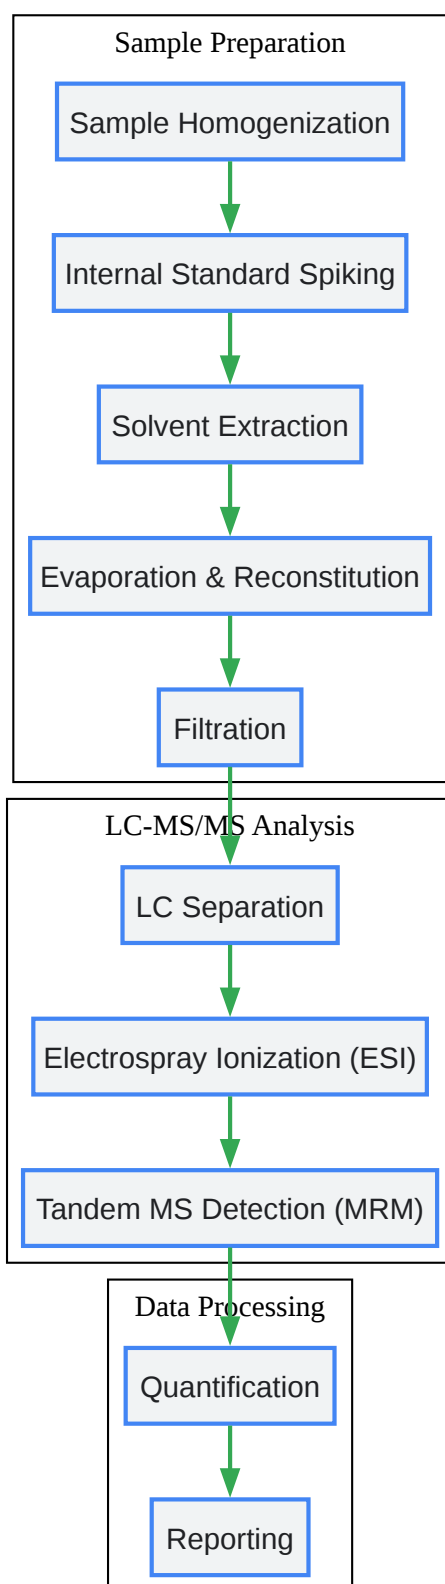 Sample Preparation
Sample Homogenization
Internal Standard Spiking
Solvent Extraction
Evaporation & Reconstitution
Filtration
LC-MS/MS Analysis
LC Separation
Electrospray Ionization (ESI)
Tandem MS Detection (MRM)
Data Processing
Quantification
Reporting